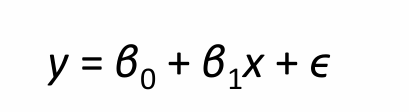 y = β₀ + β₁x + ϵ